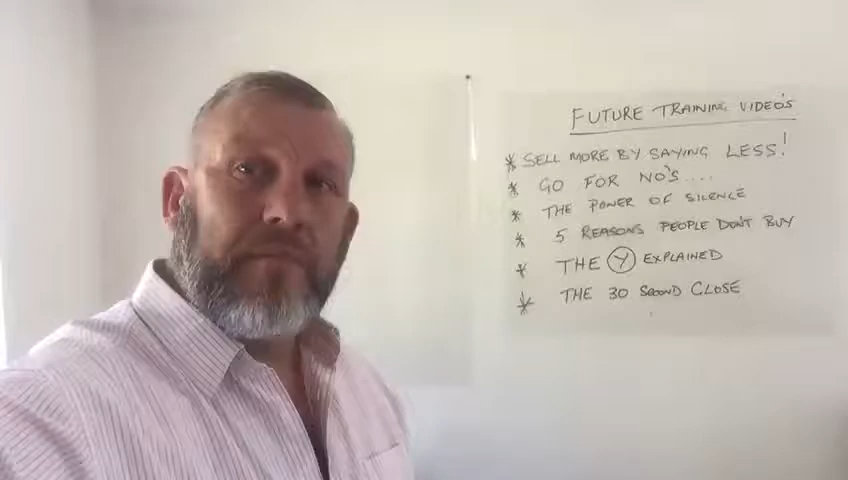 FUTURE TRAINING VIDEO'S
* SELL MORE BY SAYING LESS!
* GO FOR NO'S....
* THE POWER OF SILENCE
* 5 REASONS PEOPLE DON'T BUY
* THE Y EXPLAINED
* THE 30 SECOND CLOSE